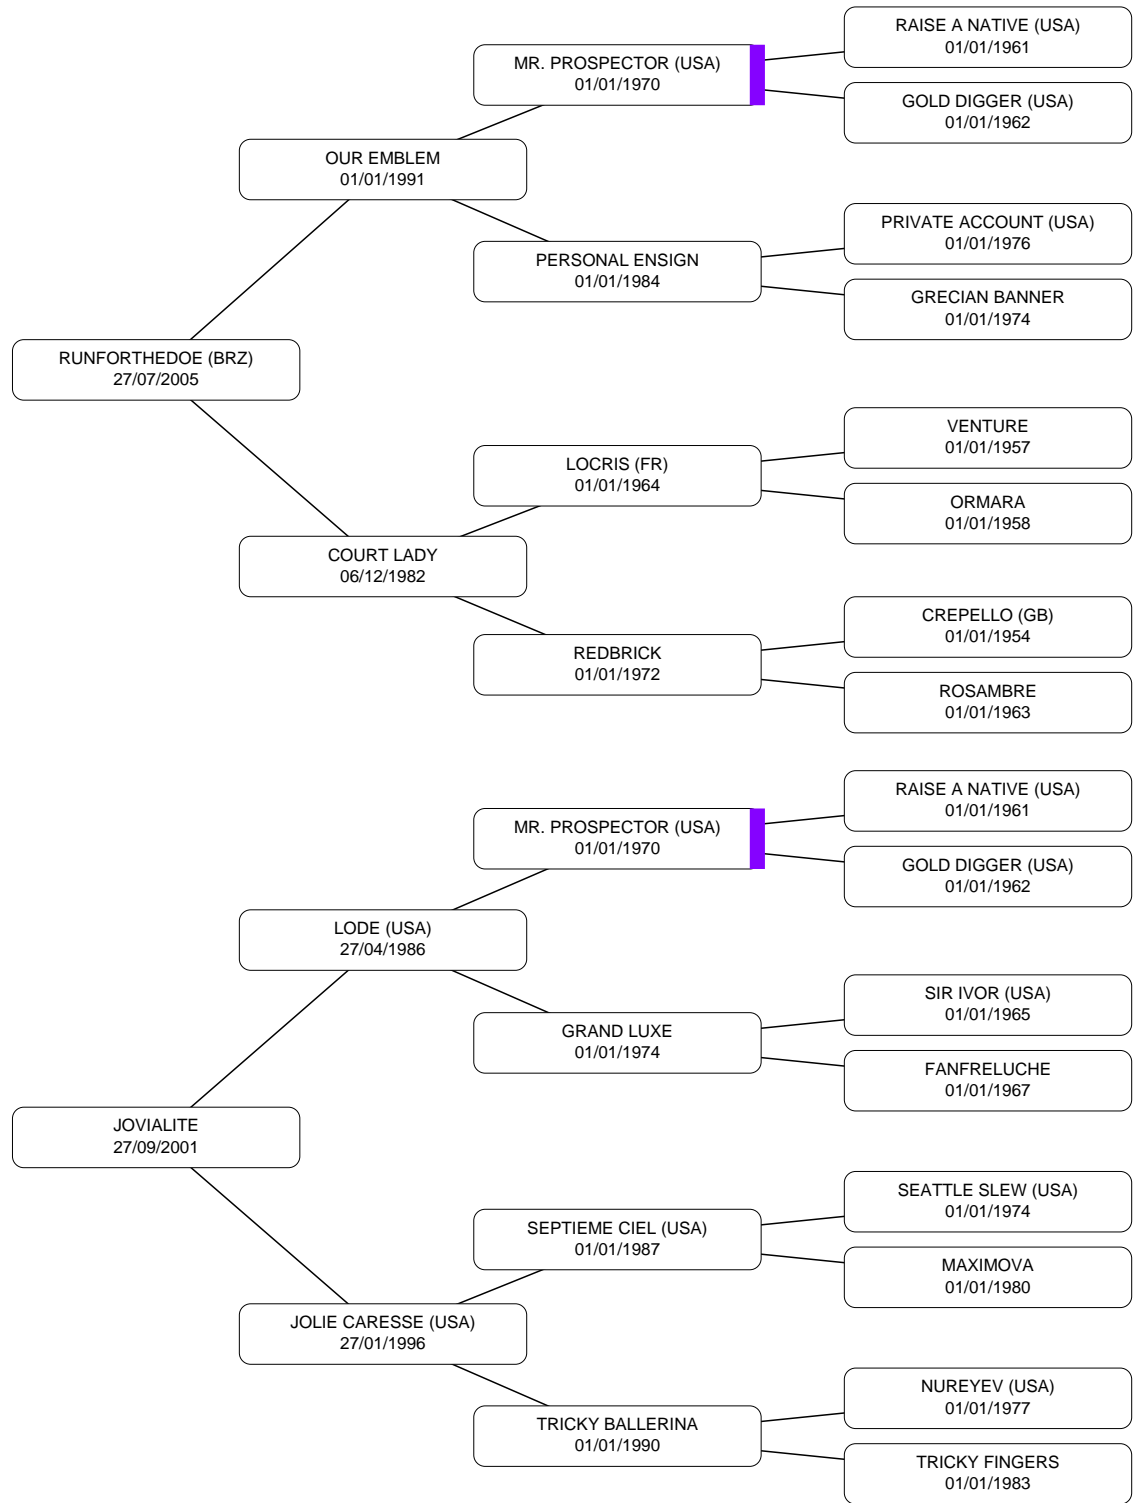 RAISE A NATIVE (USA)
01/01/1961
MR. PROSPECTOR (USA)
01/01/1970
GOLD DIGGER (USA)
01/01/1962
OUR EMBLEM
01/01/1991
PRIVATE ACCOUNT (USA)
01/01/1976
PERSONAL ENSIGN
01/01/1984
GRECIAN BANNER
01/01/1974
RUNFORTHEDOE (BRZ)
27/07/2005
VENTURE
01/01/1957
LOCRIS (FR)
01/01/1964
ORMARA
01/01/1958
COURT LADY
06/12/1982
CREPELLO (GB)
01/01/1954
REDBRICK
01/01/1972
ROSAMBRE
01/01/1963
RAISE A NATIVE (USA)
01/01/1961
MR. PROSPECTOR (USA)
01/01/1970
GOLD DIGGER (USA)
01/01/1962
LODE (USA)
27/04/1986
SIR IVOR (USA)
01/01/1965
GRAND LUXE
01/01/1974
FANFRELUCHE
01/01/1967
JOVIALITE
27/09/2001
SEATTLE SLEW (USA)
01/01/1974
SEPTIEME CIEL (USA)
01/01/1987
MAXIMOVA
01/01/1980
JOLIE CARESSE (USA)
27/01/1996
NUREYEV (USA)
01/01/1977
TRICKY BALLERINA
01/01/1990
TRICKY FINGERS
01/01/1983